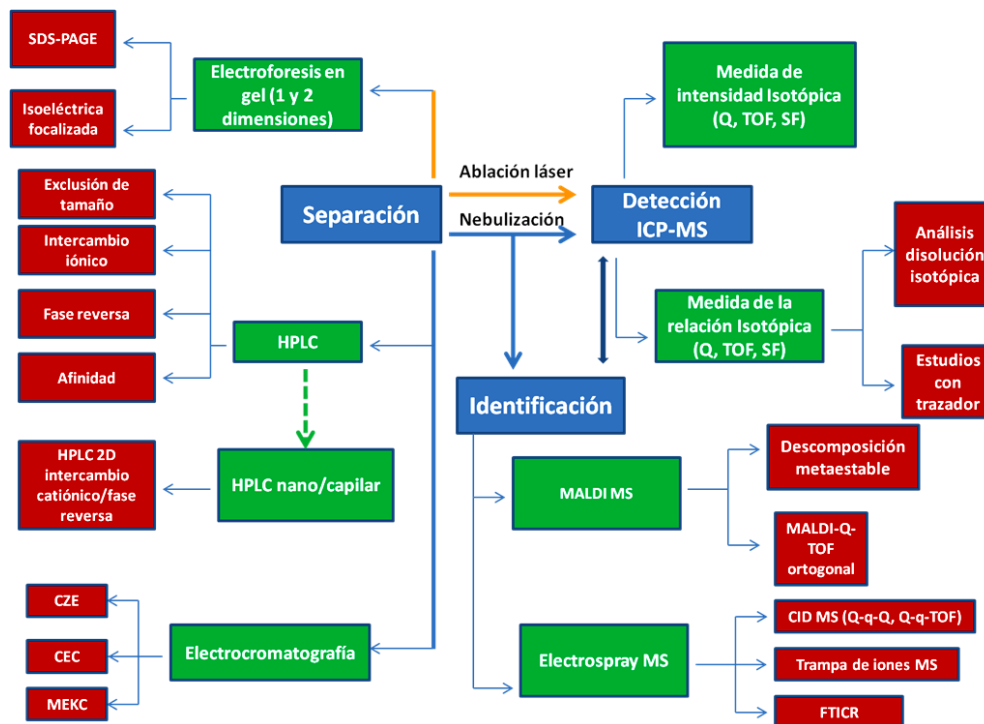 SDS-PAGE
Isoeléctrica
focalizada
Electroforesis en
gel (1 y 2
dimensiones)
Medida de
intensidad Isotópica
(Q, TOF, SF)
Exclusión de
tamaño
Intercambio
iónico
Fase reversa
Afinidad
Separación
Ablación láser
Nebulización
Detección
ICP-MS
Análisis
disolución
isotópica
Medida de la
relación Isotópica
(Q, TOF, SF)
Estudios
con
trazador
HPLC
Identificación
HPLC 2D
intercambio
catiónico/fase
reversa
HPLC nano/capilar
MALDI MS
Descomposición
metaestable
MALDI-Q-
TOF
ortogonal
CZE
CEC
MEKC
Electrocromatografía
Electrospray MS
CID MS (Q-q-Q, Q-q-TOF)
Trampa de iones MS
FTICR